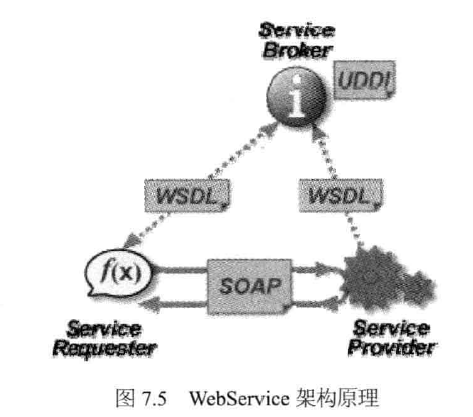 Service
Broker
UDDI
WSDL
WSDL
f(x)
SOAP
Service
Requester
Service
Provider
图 7.5 WebService 架构原理